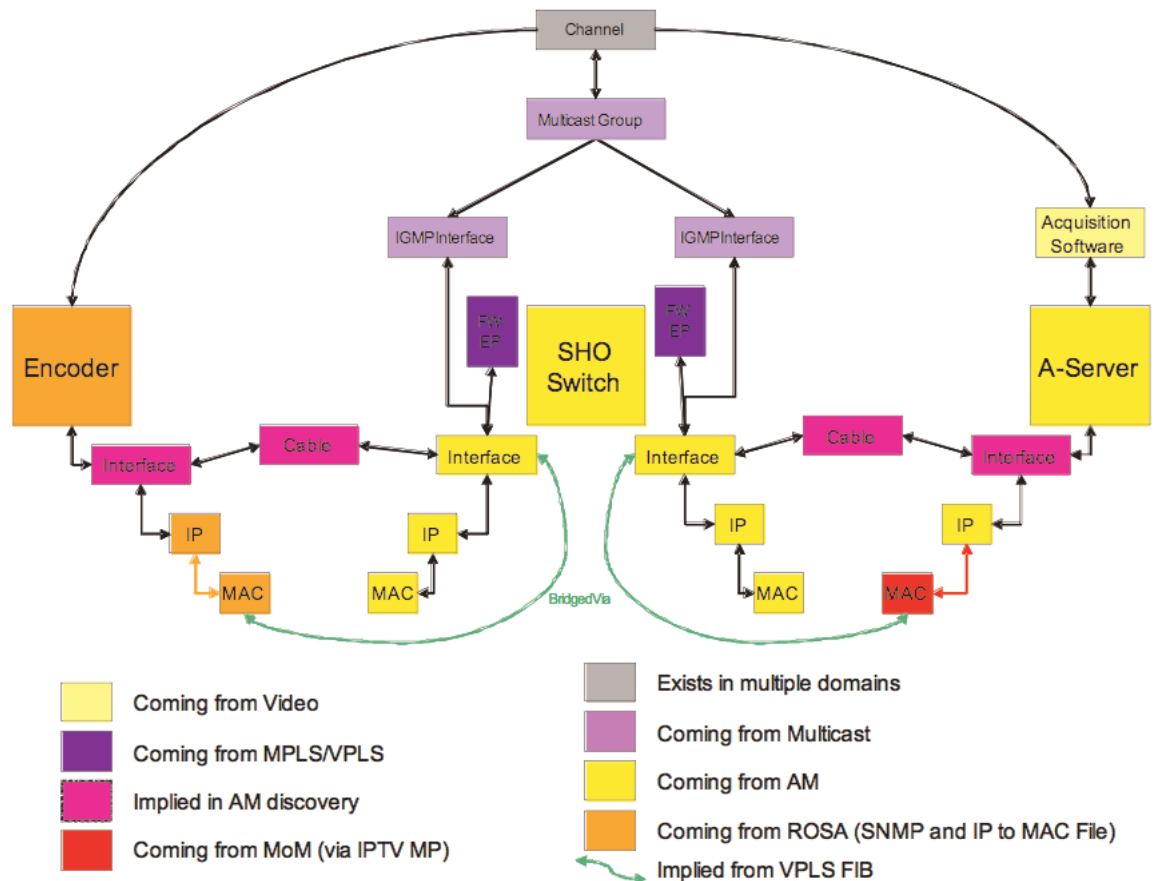 Channel
Multicast Group
IGMPInterface
IGMPInterface
Acquisition
Software
FW
EP
FW
EP
Encoder
SHO
Switch
A-Server
Interface
Cable
Interface
Interface
Cable
Interface
IP
IP
IP
IP
MAC
MAC
MAC
MAC
BridgedVia
Coming from Video
Coming from MPLS/VPLS
Implied in AM discovery
Coming from MoM (via IPTV MP)
Exists in multiple domains
Coming from Multicast
Coming from AM
Coming from ROSA (SNMP and IP to MAC File)
Implied from VPLS FIB